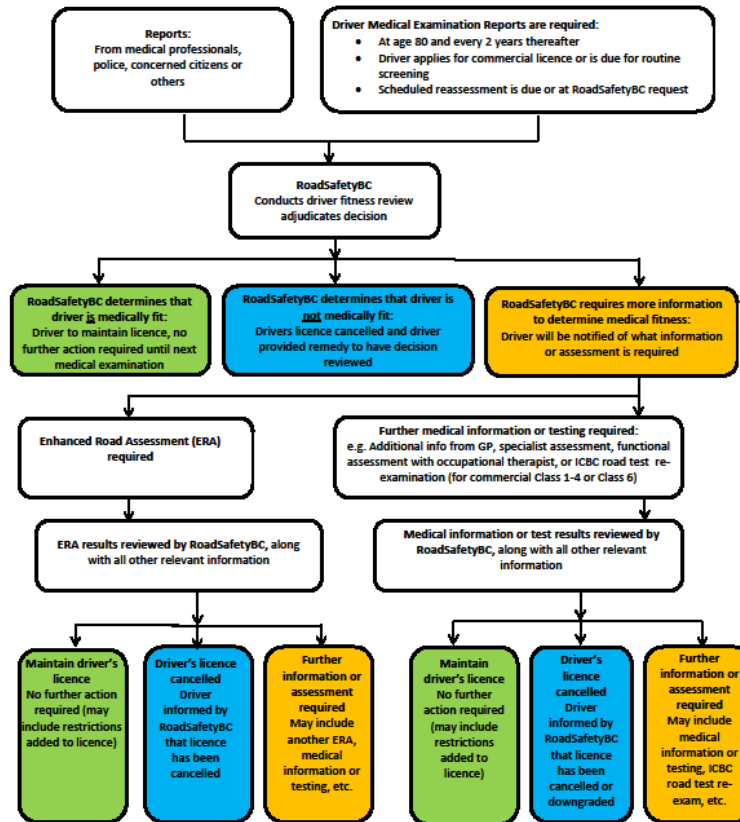 Reports:
From medical professionals,
police, concerned citizens or
others
Driver Medical Examination Reports are required:
• At age 80 and every 2 years thereafter
• Driver applies for commercial licence or is due for routine
screening
• Scheduled reassessment is due or at RoadSafetyBC request
RoadSafetyBC
Conducts driver fitness review
adjudicates decision
RoadSafetyBC determines that
driver is medically fit:
Driver to maintain licence, no
further action required until next
medical examination
RoadSafetyBC determines that driver is
not medically fit:
Drivers licence cancelled and driver
provided remedy to have decision
reviewed
RoadSafetyBC requires more information
to determine medical fitness:
Driver will be notified of what information
or assessment is required
Enhanced Road Assessment (ERA)
required
Further medical information or testing required:
e.g. Additional info from GP, specialist assessment, functional
assessment with occupational therapist, or ICBC road test re-
examination (for commercial Class 1-4 or Class 6)
ERA results reviewed by RoadSafetyBC, along
with all other relevant information
Medical information or test results reviewed by
RoadSafetyBC, along with all other relevant
information
Maintain driver's
licence
No further action
required (may
include restrictions
added to licence)
Driver's licence
cancelled
Driver
informed by
RoadSafetyBC
that licence
has been
cancelled
Further
information or
assessment
required
May include
another ERA,
medical
information or
testing, etc.
Maintain
driver's licence
No further
action required
(may include
restrictions
added to
licence)
Driver's
licence
cancelled
Driver
informed by
RoadSafetyBC
that licence
has been
cancelled or
downgraded
Further
information or
assessment
required
May include
medical
information or
testing, ICBC
road test re-
exam, etc.